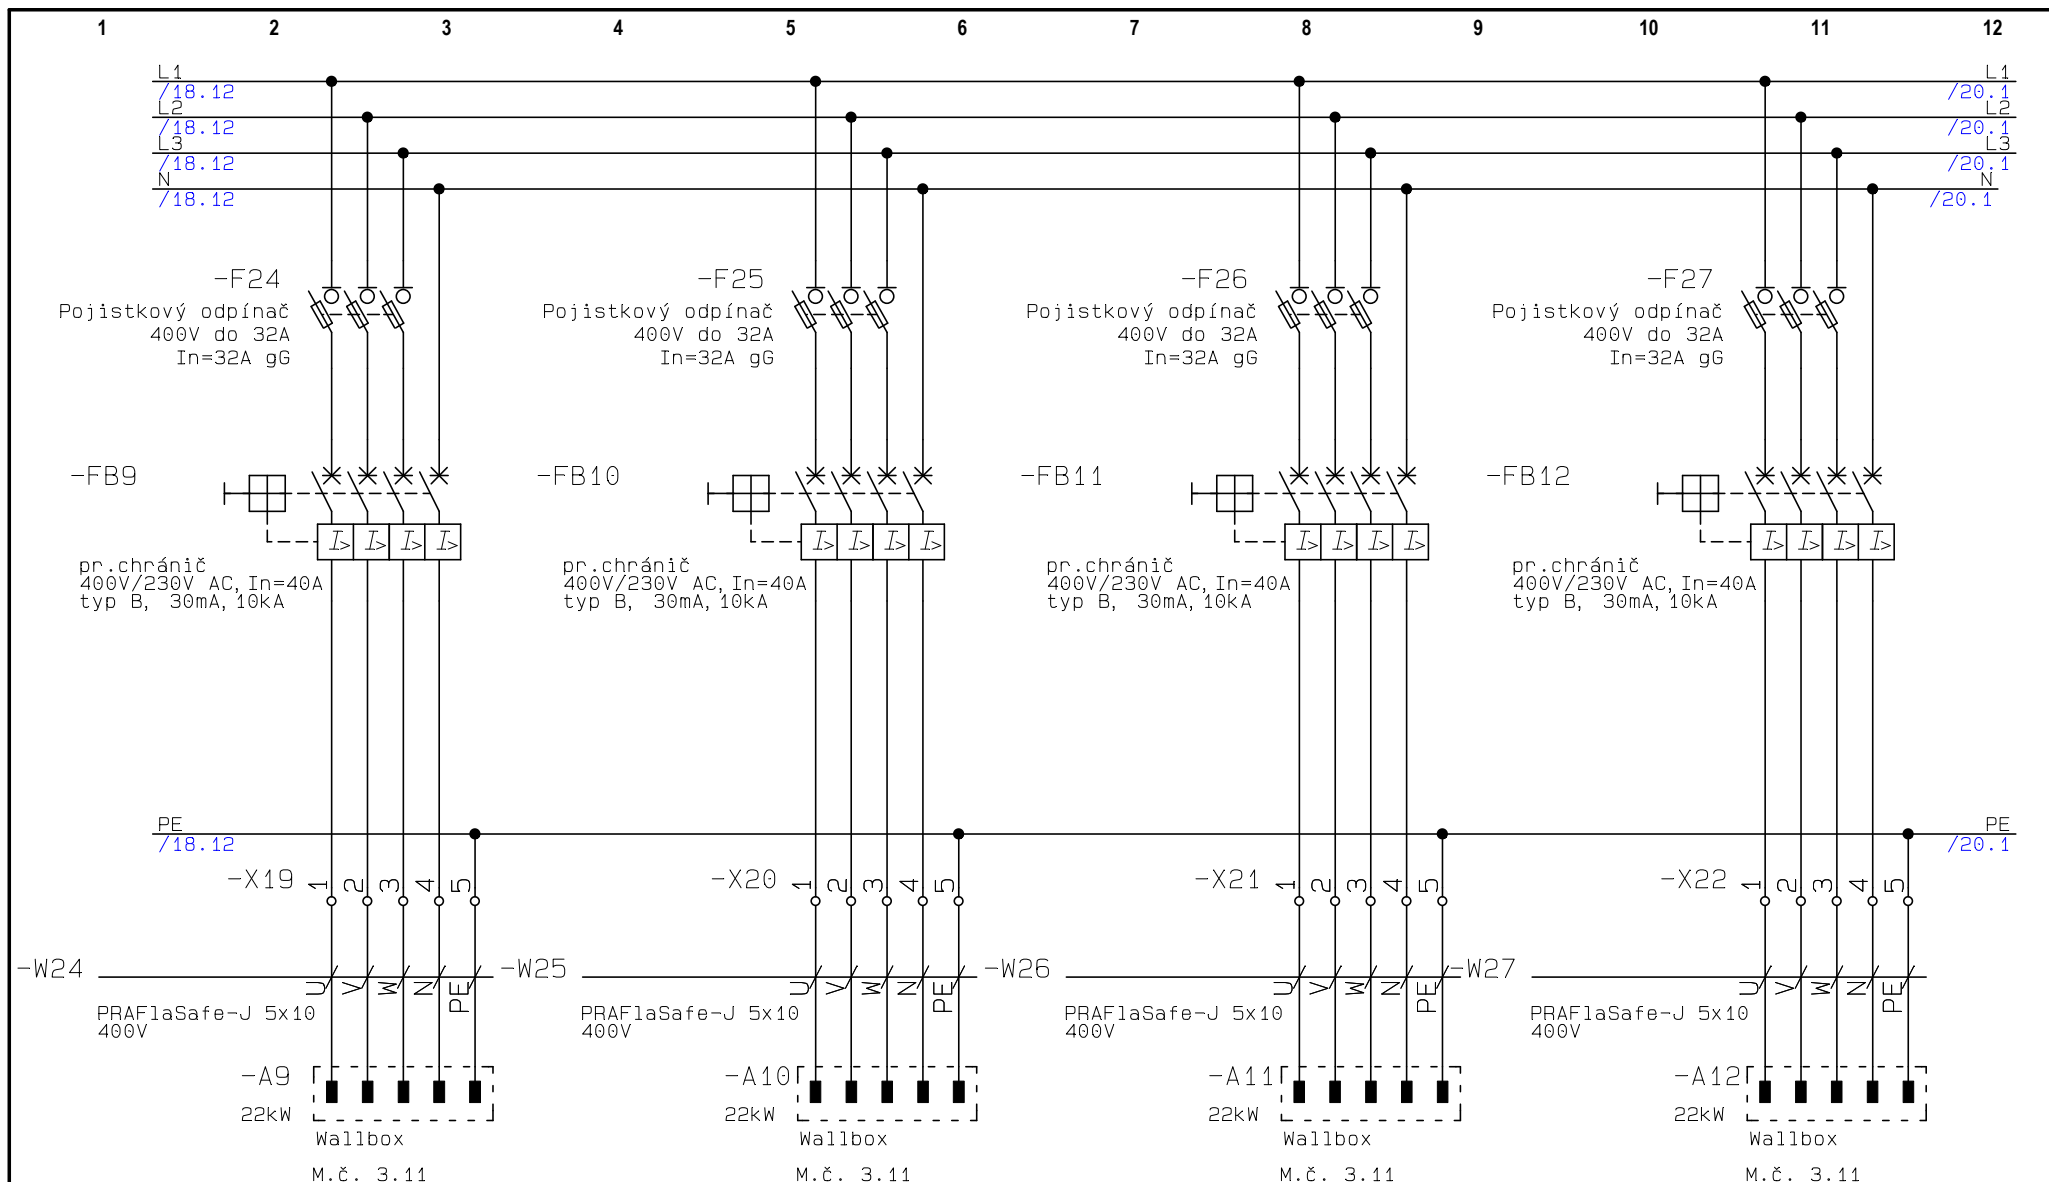 1 2 3 4 5 6 7 8 9 10 11 12
L1 L1
/18.12 /20.1
L2 L2
/18.12 /20.1
L3 L3
/18.12 /20.1
N N
/18.12 /20.1
-F24 -F25 -F26 -F27
Pojistkový odpínač Pojistkový odpínač Pojistkový odpínač Pojistkový odpínač
400V do 32A 400V do 32A 400V do 32A 400V do 32A
In=32A gG In=32A gG In=32A gG In=32A gG
-FB9 -FB10 -FB11 -FB12
I> I> I> I> I> I> I> I> I> I> I> I> I> I> I> I>
pr.chránič pr.chránič pr.chránič pr.chránič
400V/230V AC, In=40A 400V/230V AC, In=40A 400V/230V AC, In=40A 400V/230V AC, In=40A
typ B, 30mA, 10kA typ B, 30mA, 10kA typ B, 30mA, 10kA typ B, 30mA, 10kA
PE PE
/18.12 /20.1
-X19 1 2 3 4 5 -X20 1 2 3 4 5 -X21 1 2 3 4 5 -X22 1 2 3 4 5
-W24 -W25 -W26 -W27
U V W N PE U V W N PE U V W N PE U V W N PE
PRAFlaSafe-J 5x10 PRAFlaSafe-J 5x10 PRAFlaSafe-J 5x10 PRAFlaSafe-J 5x10
400V 400V 400V 400V
-A9 -A10 -A11 -A12
22kW 22kW 22kW 22kW
Wallbox Wallbox Wallbox Wallbox
M.č. 3.11 M.č. 3.11 M.č. 3.11 M.č. 3.11